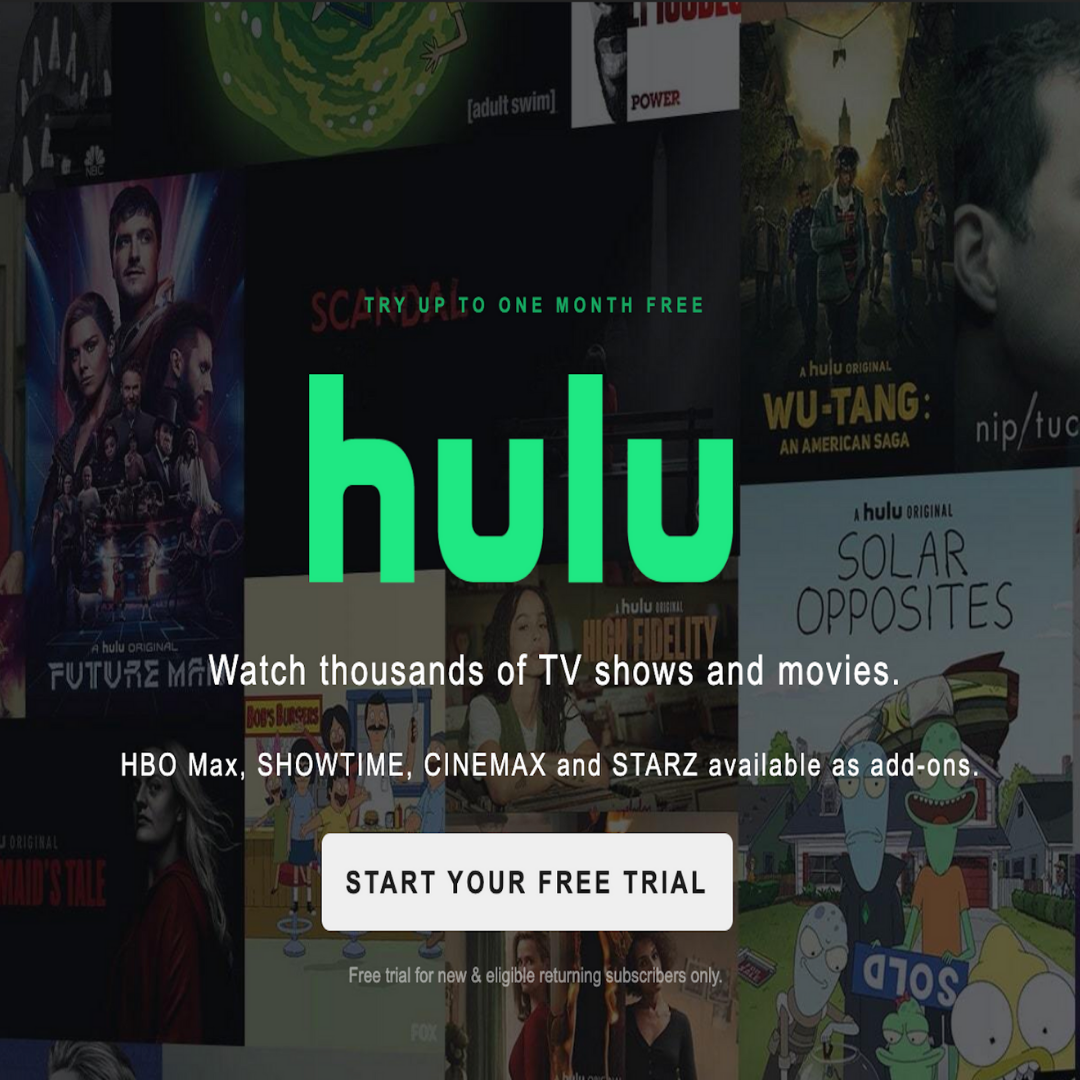 [adult swim]
POWER
NBC
SCANDAL
TRY UP TO ONE MONTH FREE
A hulu ORIGINAL
WU-TANG:
AN AMERICAN SAGA
nip/tuc
hulu
A hulu ORIGINAL
SOLAR
OPPOSITES
A hulu ORIGINAL
HIGH FIDELITY
A hulu ORIGINAL
FUTURE MA
Watch thousands of TV shows and movies.
BOB'S BURGERS
HBO Max, SHOWTIME, CINEMAX and STARZ available as add-ons.
ORIGINAL
MAID'S TALE
START YOUR FREE TRIAL
SOLD
Free trial for new & eligible returning subscribers only.
FOX
A hulu ORIGINAL